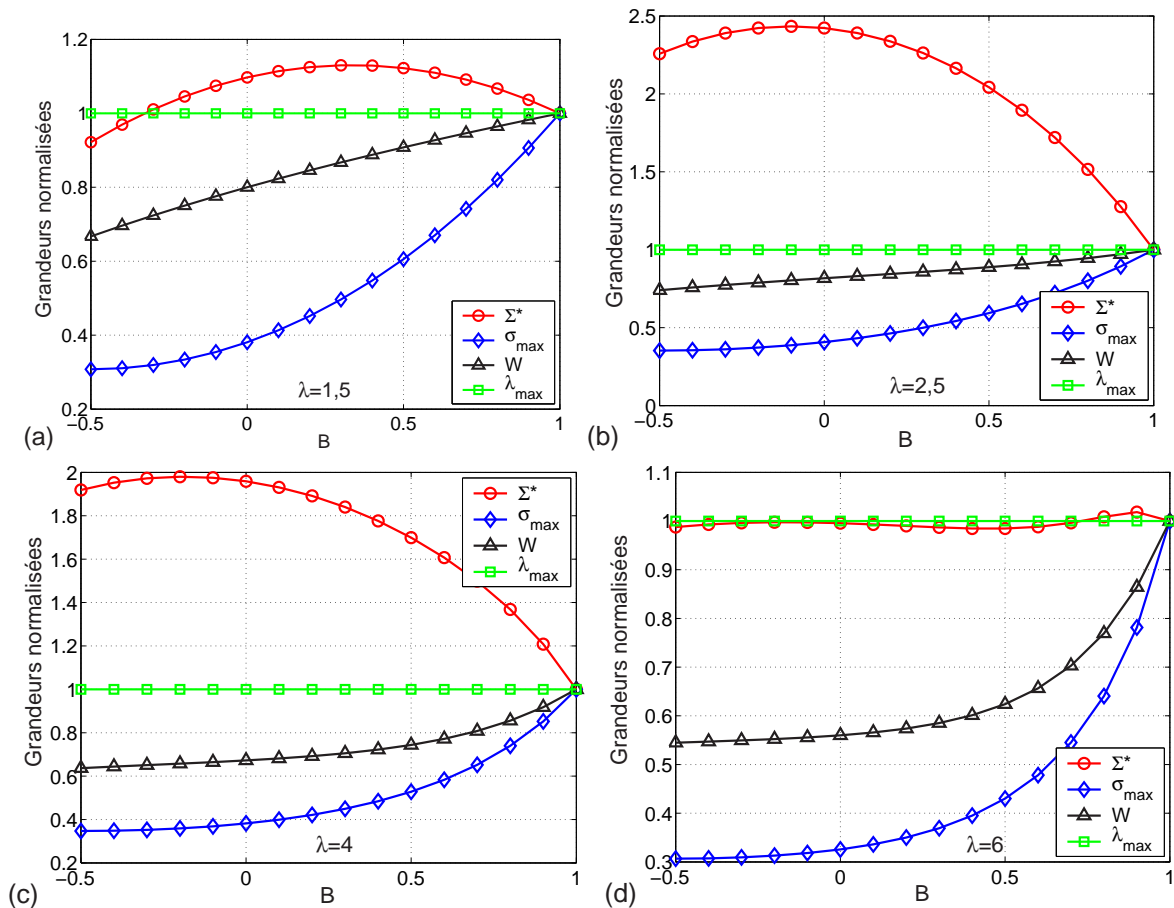 1.2
1
0.8
0.6
0.4
0.2
Grandeurs normalisées
Σ*
σmax
W
λmax
λ=1,5
−0.5 0 0.5 1
B
(a)
2.5
2
1.5
1
0.5
0
Grandeurs normalisées
Σ*
σmax
W
λmax
λ=2,5
−0.5 0 0.5 1
B
(b)
2
1.8
1.6
1.4
1.2
1
0.8
0.6
0.4
0.2
Grandeurs normalisées
Σ*
σmax
W
λmax
λ=4
−0.5 0 0.5 1
B
(c)
1.1
1
0.9
0.8
0.7
0.6
0.5
0.4
0.3
Grandeurs normalisées
Σ*
σmax
W
λmax
λ=6
−0.5 0 0.5 1
B
(d)